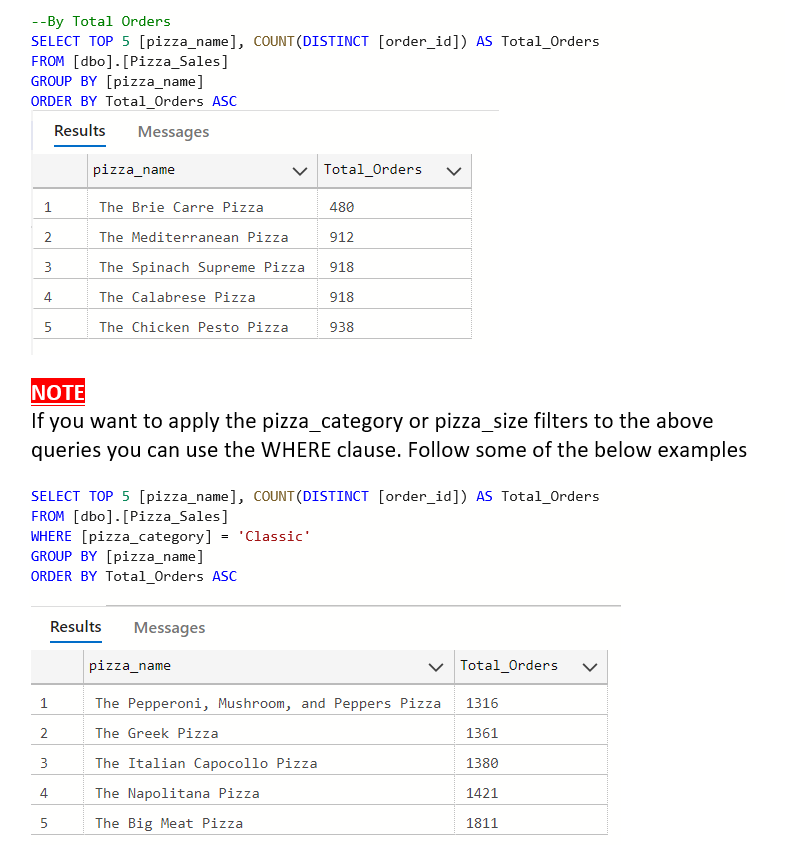 --By Total Orders
SELECT TOP 5 [pizza_name], COUNT(DISTINCT [order_id]) AS Total_Orders
FROM [dbo].[Pizza_Sales]
GROUP BY [pizza_name]
ORDER BY Total_Orders ASC
Results Messages
pizza_name Total_Orders
1 The Brie Carre Pizza 480
2 The Mediterranean Pizza 912
3 The Spinach Supreme Pizza 918
4 The Calabrese Pizza 918
5 The Chicken Pesto Pizza 938
NOTE
If you want to apply the pizza_category or pizza_size filters to the above
queries you can use the WHERE clause. Follow some of the below examples
SELECT TOP 5 [pizza_name], COUNT(DISTINCT [order_id]) AS Total_Orders
FROM [dbo].[Pizza_Sales]
WHERE [pizza_category] = 'Classic'
GROUP BY [pizza_name]
ORDER BY Total_Orders ASC
Results Messages
pizza_name Total_Orders
1 The Pepperoni, Mushroom, and Peppers Pizza 1316
2 The Greek Pizza 1361
3 The Italian Capocollo Pizza 1380
4 The Napolitana Pizza 1421
5 The Big Meat Pizza 1811